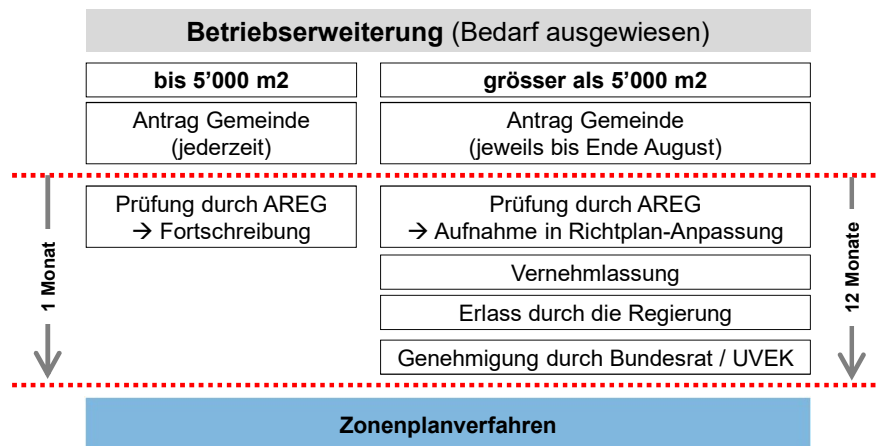 Betriebserweiterung (Bedarf ausgewiesen)
bis 5’000 m2
grösser als 5’000 m2
Antrag Gemeinde
(jederzeit)
Antrag Gemeinde
(jeweils bis Ende August)
1 Monat
Prüfung durch AREG
→ Fortschreibung
Prüfung durch AREG
→ Aufnahme in Richtplan-Anpassung
Vernehmlassung
Erlass durch die Regierung
Genehmigung durch Bundesrat / UVEK
12 Monate
Zonenplanverfahren